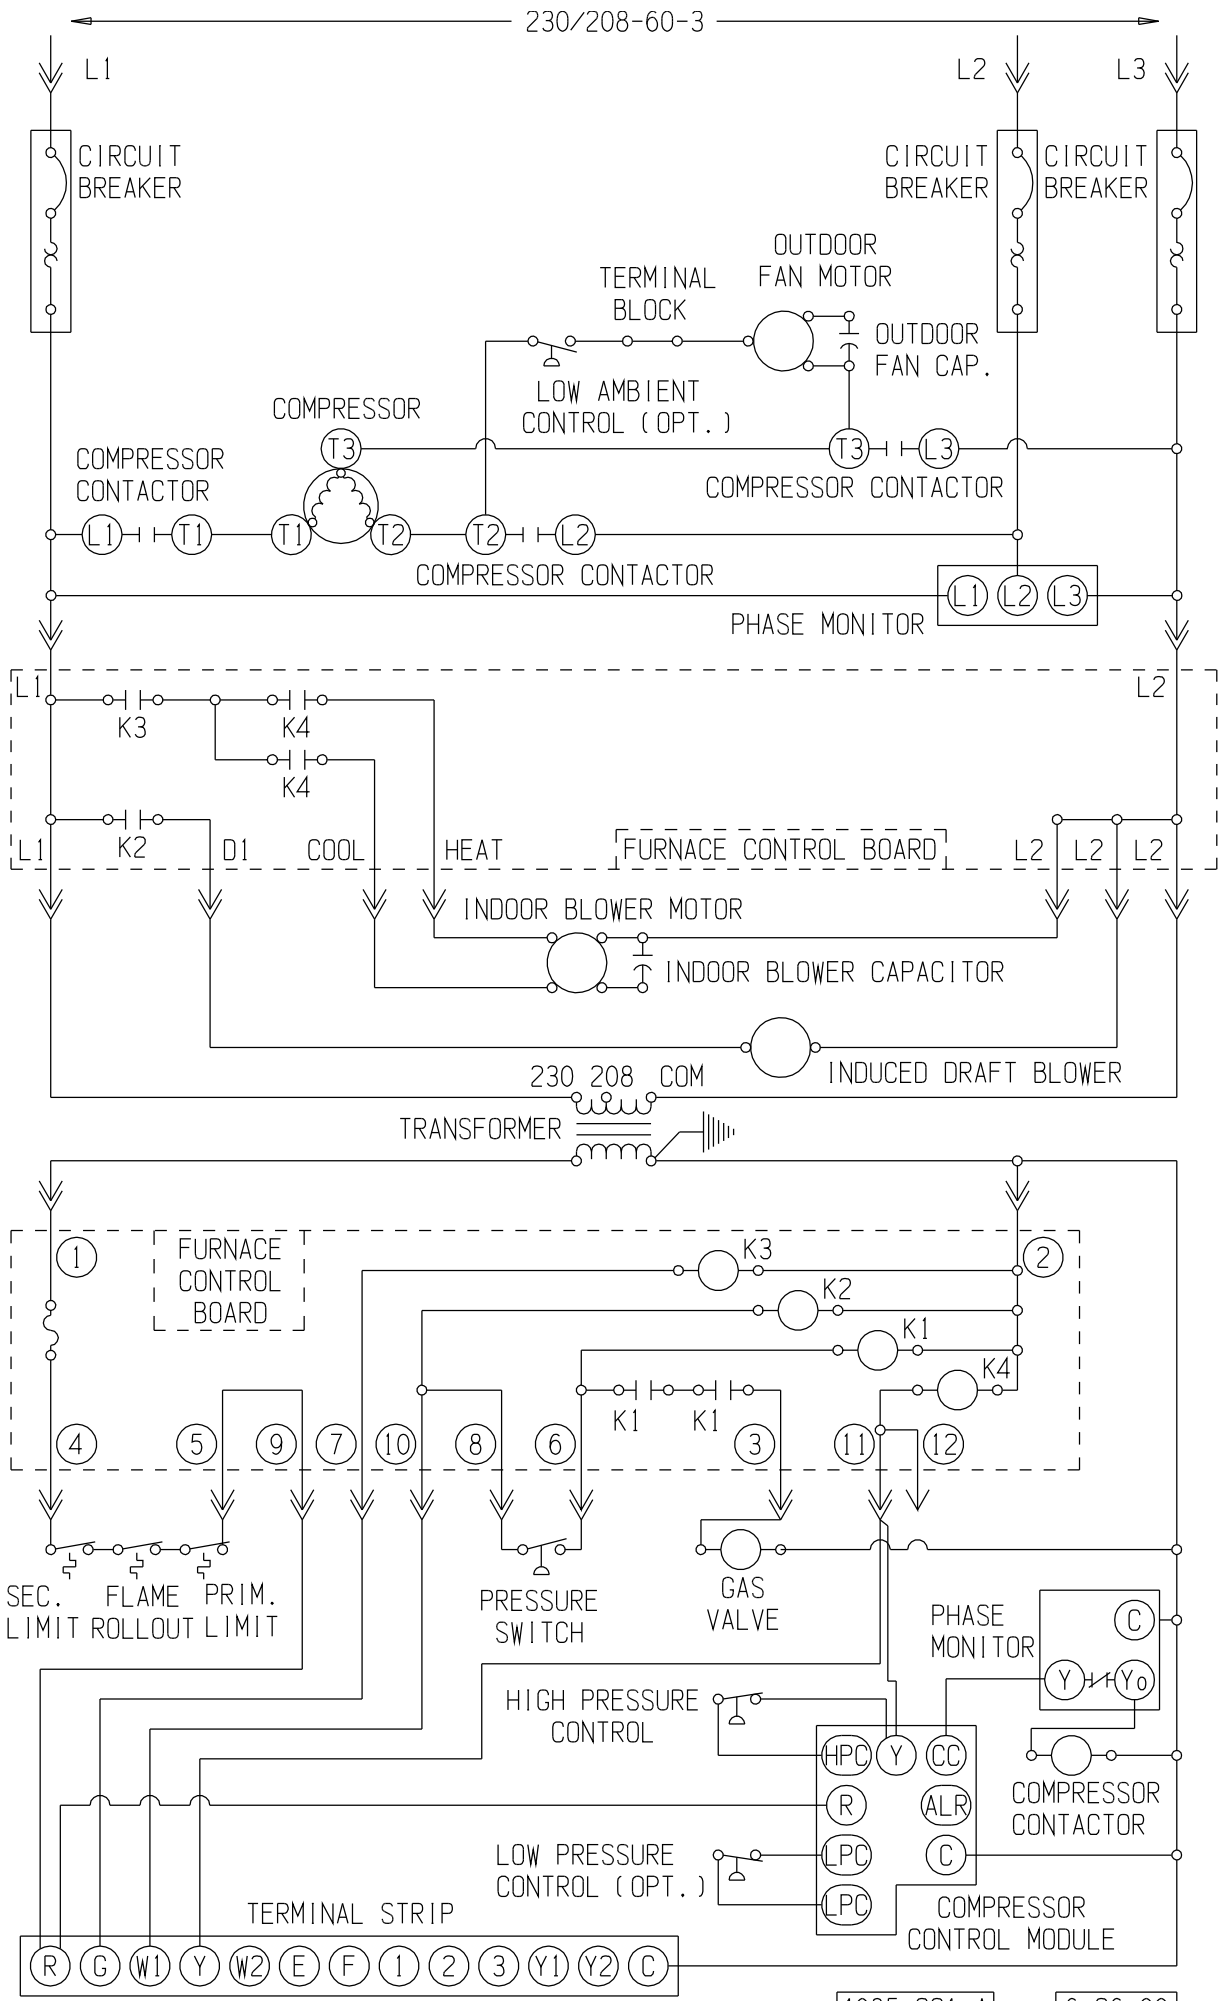 230/208-60-3
L1
L2
L3
CIRCUIT
BREAKER
CIRCUIT
BREAKER
CIRCUIT
BREAKER
OUTDOOR
FAN MOTOR
TERMINAL
BLOCK
OUTDOOR
FAN CAP.
LOW AMBIENT
CONTROL (OPT.)
COMPRESSOR
T3
T3
L3
COMPRESSOR
CONTACTOR
COMPRESSOR CONTACTOR
L1
T1
T1
T2
T2
L2
COMPRESSOR CONTACTOR
L1
L2
L3
PHASE MONITOR
L1
L2
K3
K4
K4
L1
K2
D1
COOL
HEAT
FURNACE CONTROL BOARD
L2
L2
L2
INDOOR BLOWER MOTOR
INDOOR BLOWER CAPACITOR
INDUCED DRAFT BLOWER
230 208 COM
TRANSFORMER
1
FURNACE
CONTROL
BOARD
K3
2
K2
K1
K4
K1
K1
4
5
9
7
10
8
6
3
11
12
SEC.
LIMIT
FLAME
ROLLOUT
PRIM.
LIMIT
PRESSURE
SWITCH
GAS
VALVE
PHASE
MONITOR
C
Y
Yo
HIGH PRESSURE
CONTROL
HPC
Y
CC
R
ALR
COMPRESSOR
CONTACTOR
LOW PRESSURE
CONTROL (OPT.)
LPC
C
LPC
COMPRESSOR
CONTROL MODULE
TERMINAL STRIP
R G W1 Y W2 E F 1 2 3 Y1 Y2 C